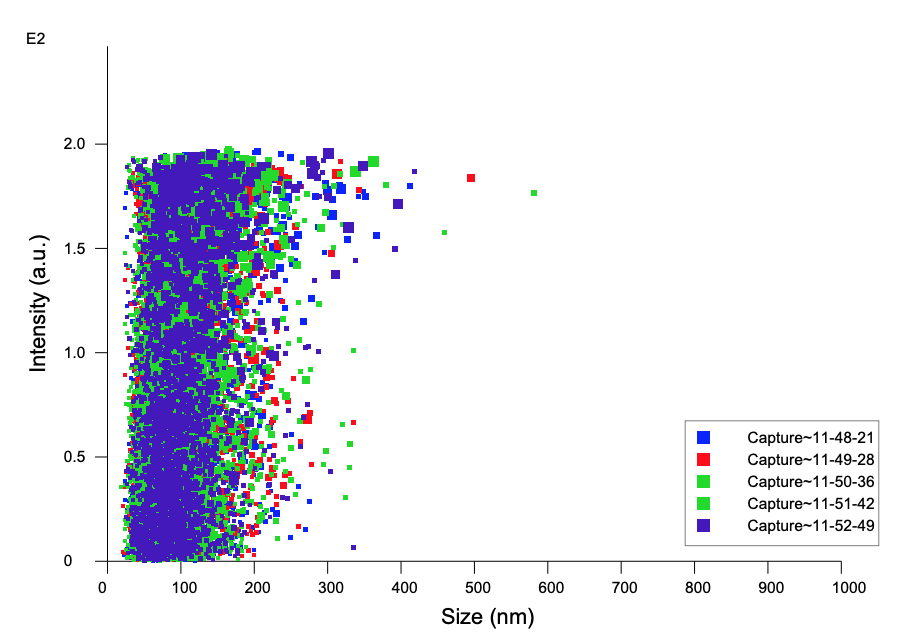 E2
2.0
1.5
1.0
0.5
0
Intensity (a.u.)
0 100 200 300 400 500 600 700 800 900 1000
Size (nm)
Capture~11-48-21
Capture~11-49-28
Capture~11-50-36
Capture~11-51-42
Capture~11-52-49